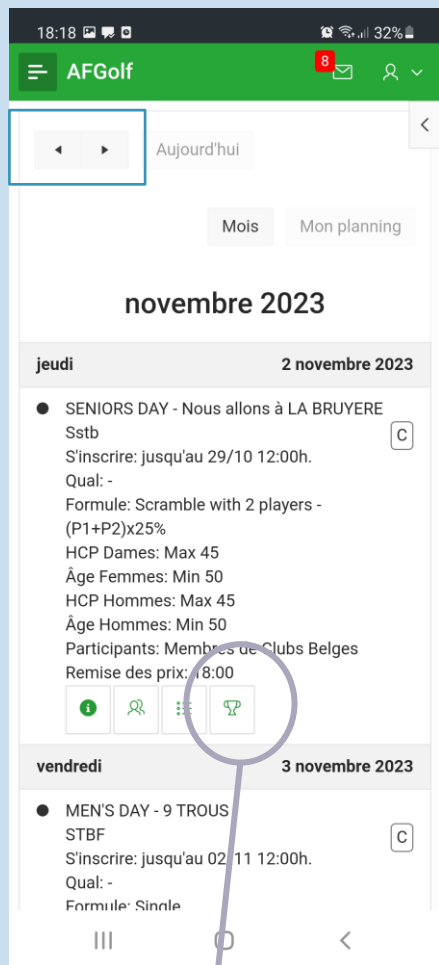 18:18 32%
AFGolf 8
Aujourd'hui
Mois Mon planning
novembre 2023
jeudi 2 novembre 2023
SENIORS DAY - Nous allons à LA BRUYERE
Sstb C
S'inscrire: jusqu'au 29/10 12:00h.
Qual: -
Formule: Scramble with 2 players -
(P1+P2)x25%
HCP Dames: Max 45
Âge Femmes: Min 50
HCP Hommes: Max 45
Âge Hommes: Min 50
Participants: Membres de Clubs Belges
Remise des prix: 18:00
vendredi 3 novembre 2023
MEN'S DAY - 9 TROUS
STBF C
S'inscrire: jusqu'au 02/11 12:00h.
Qual: -
Formule: Single